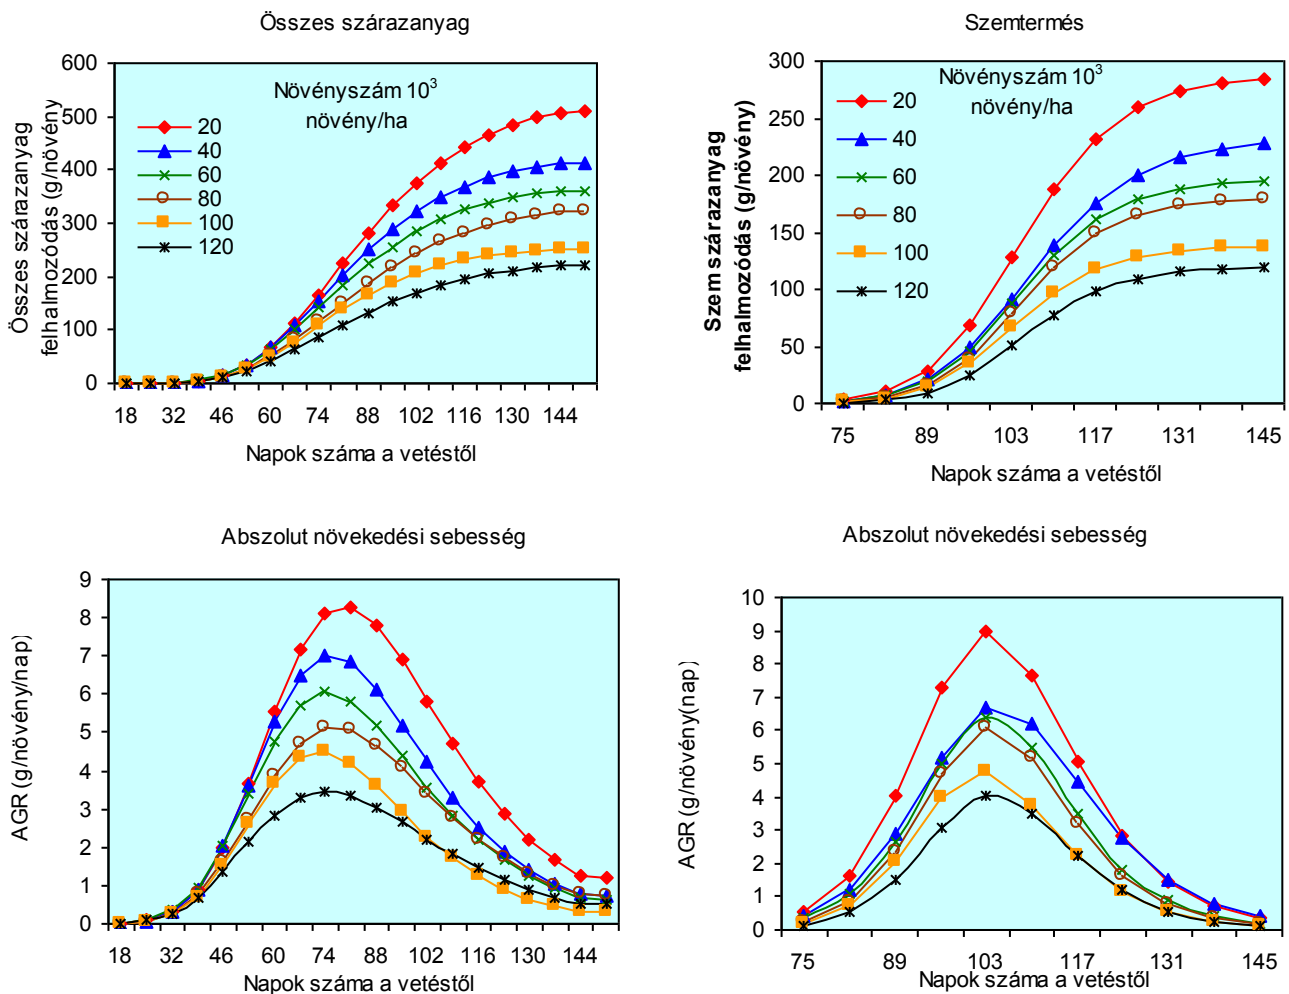 Összes szárazanyag
Összes szárazanyag
felhalmozódás (g/növény
600
500
400
300
200
100
0
Növényszám 10³
növény/ha
20
40
60
80
100
120
18 32 46 60 74 88 102 116 130 144
Napok száma a vetéstől
Szemtermés
Szem szárazanyag
felhalmozódás (g/növény)
300
250
200
150
100
50
0
Növényszám 10³
növény/ha
20
40
60
80
100
120
75 89 103 117 131 145
Napok száma a vetéstől
Abszolut növekedési sebesség
AGR (g/növény/nap)
9
8
7
6
5
4
3
2
1
0
18 32 46 60 74 88 102 116 130 144
Napok száma a vetéstől
Abszolut növekedési sebesség
AGR (g/növény(nap)
10
9
8
7
6
5
4
3
2
1
0
75 89 103 117 131 145
Napok száma a vetéstől